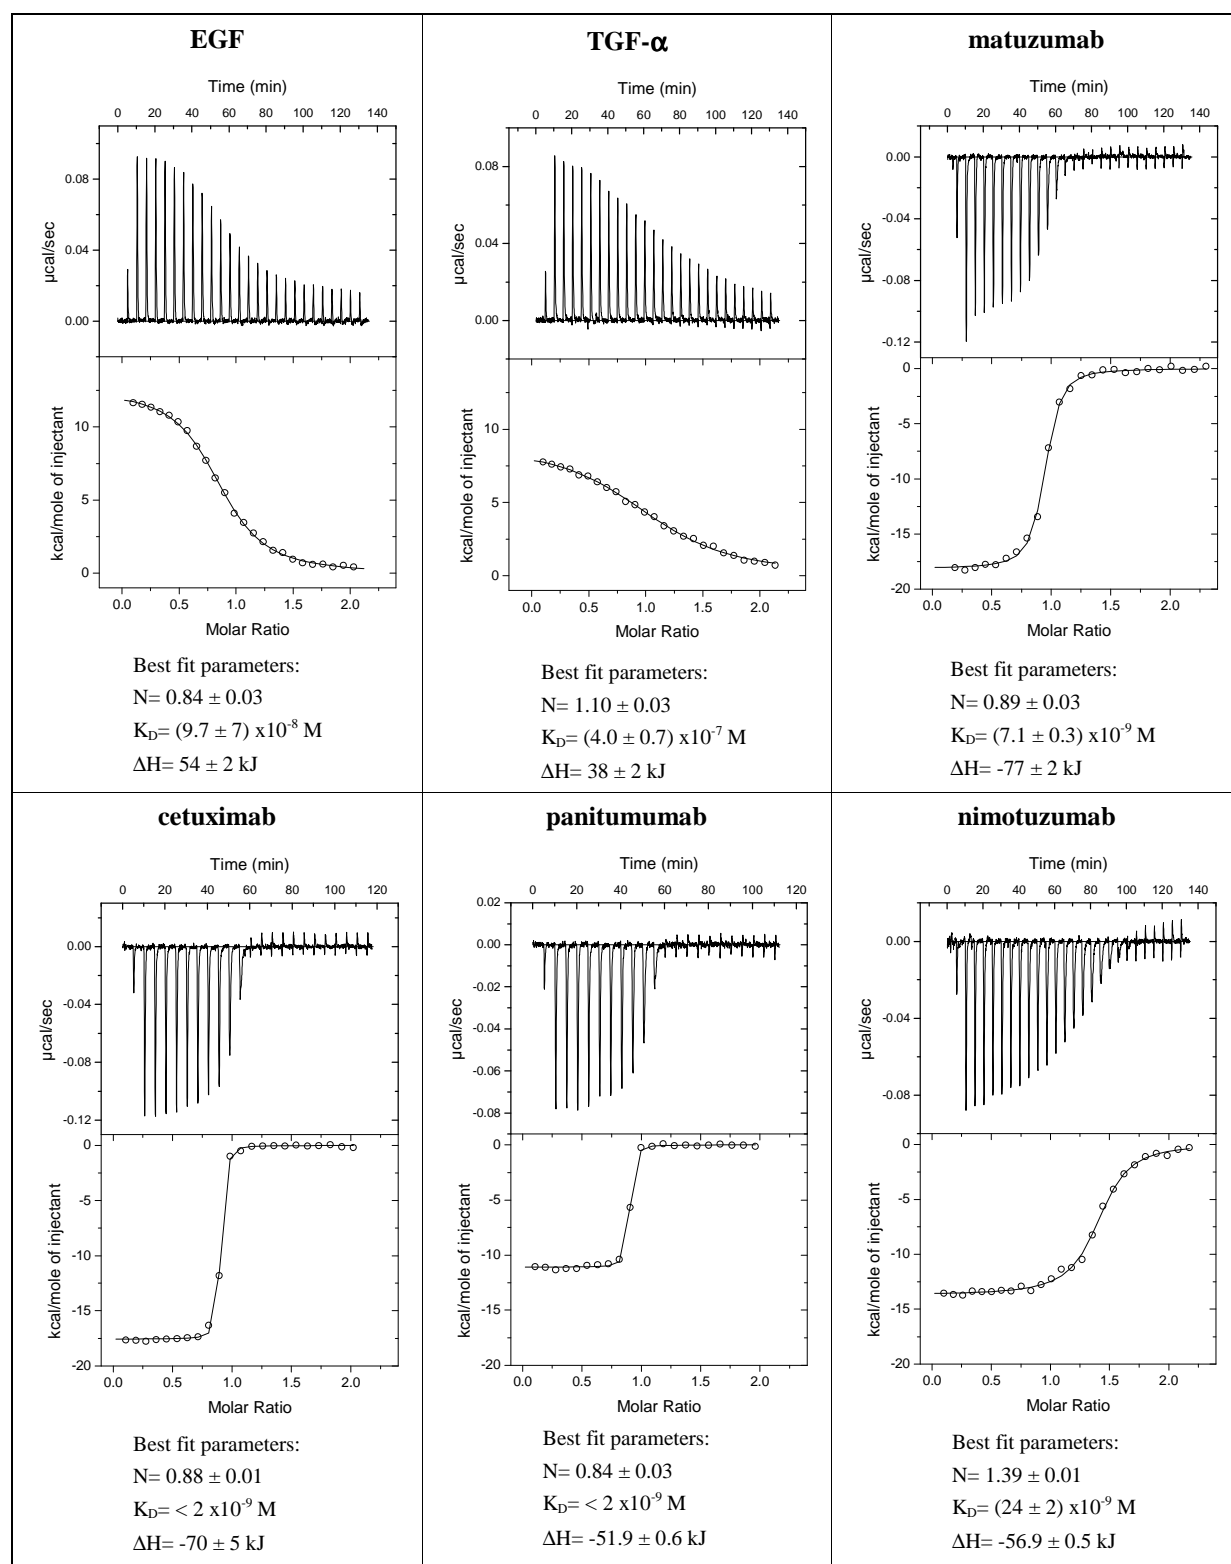 EGF
Time (min)
0 20 40 60 80 100 120 140
0.08
0.04
0.00
µcal/sec
10
5
0
kcal/mole of injectant
0.0 0.5 1.0 1.5 2.0
Molar Ratio
Best fit parameters:
N= 0.84 ± 0.03
K_D= (9.7 ± 7) x10⁻⁸ M
ΔH= 54 ± 2 kJ
TGF-α
Time (min)
0 20 40 60 80 100 120 140
0.08
0.04
0.00
µcal/sec
10
5
0
kcal/mole of injectant
0.0 0.5 1.0 1.5 2.0
Molar Ratio
Best fit parameters:
N= 1.10 ± 0.03
K_D= (4.0 ± 0.7) x10⁻⁷ M
ΔH= 38 ± 2 kJ
matuzumab
Time (min)
0 20 40 60 80 100 120 140
0.00
-0.04
-0.08
-0.12
µcal/sec
0
-5
-10
-15
-20
kcal/mole of injectant
0.0 0.5 1.0 1.5 2.0
Molar Ratio
Best fit parameters:
N= 0.89 ± 0.03
K_D= (7.1 ± 0.3) x10⁻⁹ M
ΔH= -77 ± 2 kJ
cetuximab
Time (min)
0 20 40 60 80 100 120
0.00
-0.04
-0.08
-0.12
µcal/sec
0
-5
-10
-15
-20
kcal/mole of injectant
0.0 0.5 1.0 1.5 2.0
Molar Ratio
Best fit parameters:
N= 0.88 ± 0.01
K_D= < 2 x10⁻⁹ M
ΔH= -70 ± 5 kJ
panitumumab
Time (min)
0 20 40 60 80 100 120
0.02
0.00
-0.02
-0.04
-0.06
-0.08
µcal/sec
0
-5
-10
-15
-20
kcal/mole of injectant
0.0 0.5 1.0 1.5 2.0
Molar Ratio
Best fit parameters:
N= 0.84 ± 0.03
K_D= < 2 x10⁻⁹ M
ΔH= -51.9 ± 0.6 kJ
nimotuzumab
Time (min)
0 20 40 60 80 100 120 140
0.00
-0.04
-0.08
µcal/sec
0
-5
-10
-15
-20
kcal/mole of injectant
0.0 0.5 1.0 1.5 2.0
Molar Ratio
Best fit parameters:
N= 1.39 ± 0.01
K_D= (24 ± 2) x10⁻⁹ M
ΔH= -56.9 ± 0.5 kJ